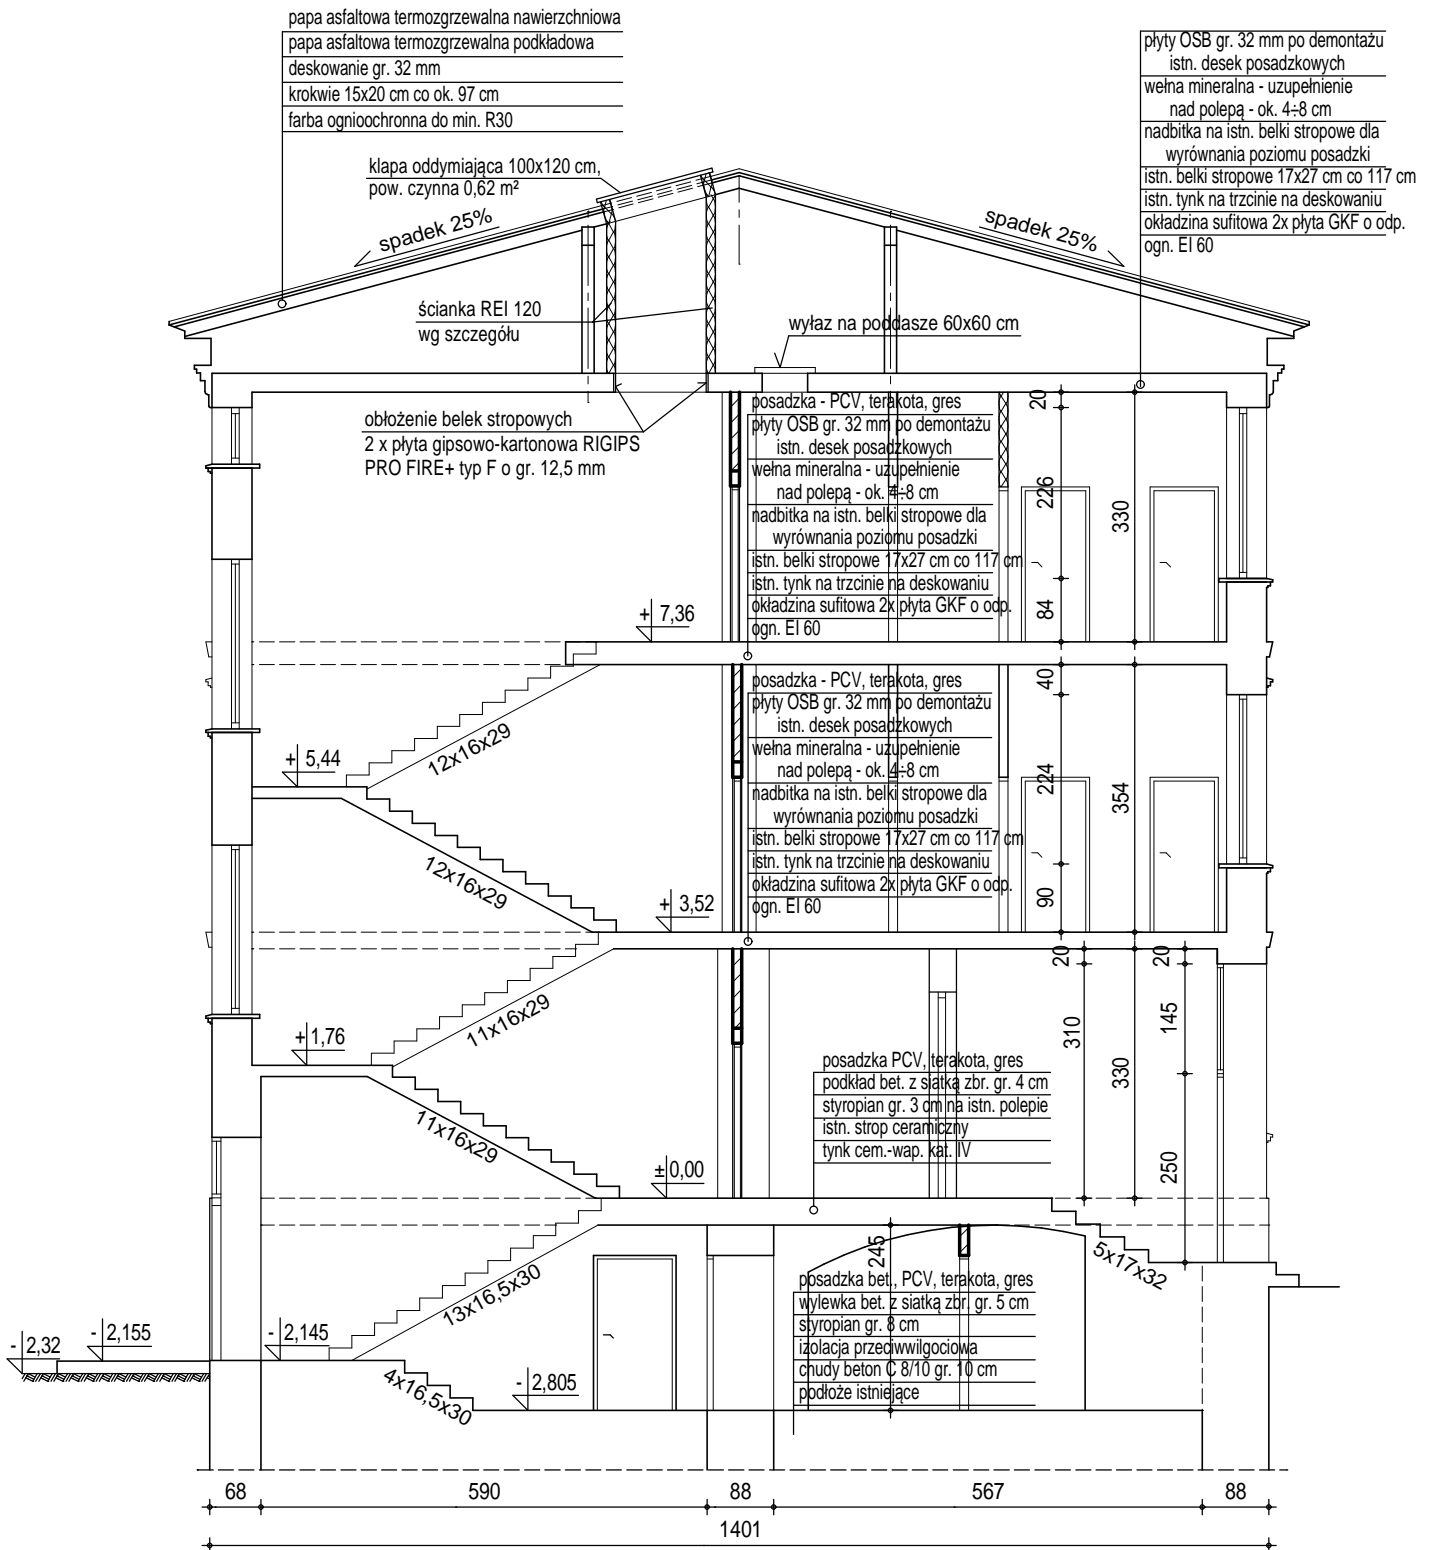 papa asfaltowa termozgrzewalna nawierzchniowa
papa asfaltowa termozgrzewalna podkładowa
deskowanie gr. 32 mm
krokwie 15x20 cm co ok. 97 cm
farba ognioochronna do min. R30
płyty OSB gr. 32 mm po demontażu
istn. desek posadzkowych
wełna mineralna - uzupełnienie
nad polepą - ok. 4÷8 cm
nadbitka na istn. belki stropowe dla
wyrównania poziomu posadzki
istn. belki stropowe 17x27 cm co 117 cm
istn. tynk na trzcinie na deskowaniu
okładzina sufitowa 2x płyta GKF o odp.
ogn. EI 60
klapa oddymiająca 100x120 cm,
pow. czynna 0,62 m²
spadek 25%
spadek 25%
ścianka REI 120
wg szczegółu
wyłaz na poddasze 60x60 cm
obłożenie belek stropowych
2 x płyta gipsowo-kartonowa RIGIPS
PRO FIRE+ typ F o gr. 12,5 mm
posadzka - PCV, terakota, gres
płyty OSB gr. 32 mm po demontażu
istn. desek posadzkowych
wełna mineralna - uzupełnienie
nad polepą - ok. 4÷8 cm
nadbitka na istn. belki stropowe dla
wyrównania poziomu posadzki
istn. belki stropowe 17x27 cm co 117 cm
istn. tynk na trzcinie na deskowaniu
okładzina sufitowa 2x płyta GKF o odp.
ogn. EI 60
20
226
330
84
+ 7,36
posadzka - PCV, terakota, gres
płyty OSB gr. 32 mm po demontażu
istn. desek posadzkowych
wełna mineralna - uzupełnienie
nad polepą - ok. 4÷8 cm
nadbitka na istn. belki stropowe dla
wyrównania poziomu posadzki
istn. belki stropowe 17x27 cm co 117 cm
istn. tynk na trzcinie na deskowaniu
okładzina sufitowa 2x płyta GKF o odp.
ogn. EI 60
40
224
354
90
12x16x29
+ 5,44
12x16x29
+ 3,52
20
20
310
145
330
250
11x16x29
+ 1,76
11x16x29
posadzka PCV, terakota, gres
podkład bet. z siatką zbr. gr. 4 cm
styropian gr. 3 cm na istn. polepie
istn. strop ceramiczny
tynk cem.-wap. kat. IV
± 0,00
245
5x17x32
13x16,5x30
posadzka bet., PCV, terakota, gres
wylewka bet. z siatką zbr. gr. 5 cm
styropian gr. 8 cm
izolacja przeciwwilgociowa
chudy beton C 8/10 gr. 10 cm
podłoże istniejące
- 2,32
- 2,155
- 2,145
4x16,5x30
- 2,805
68
590
88
567
88
1401